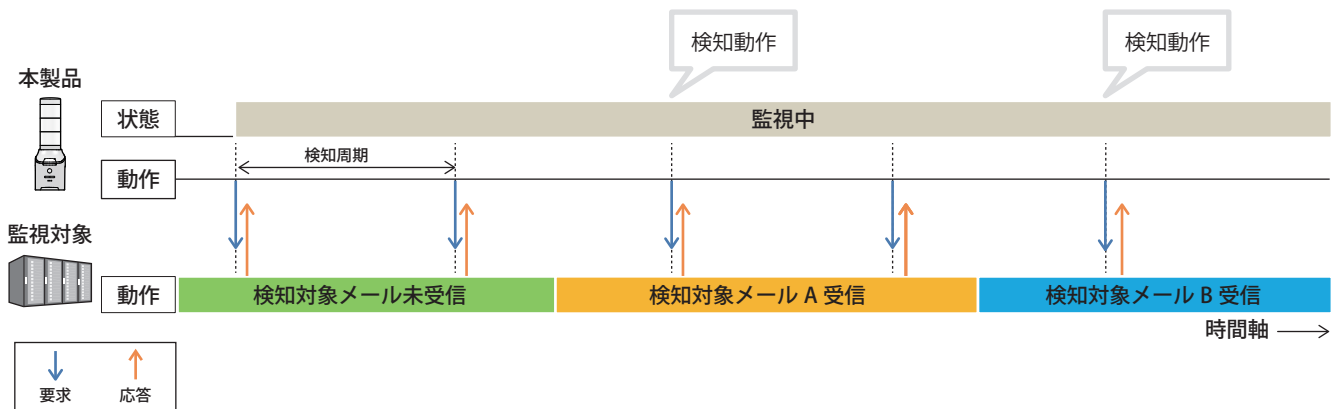 検知動作
検知動作
本製品
状態
監視中
検知周期
動作
監視対象
動作
検知対象メール未受信
検知対象メール A 受信
検知対象メール B 受信
時間軸
要求
応答